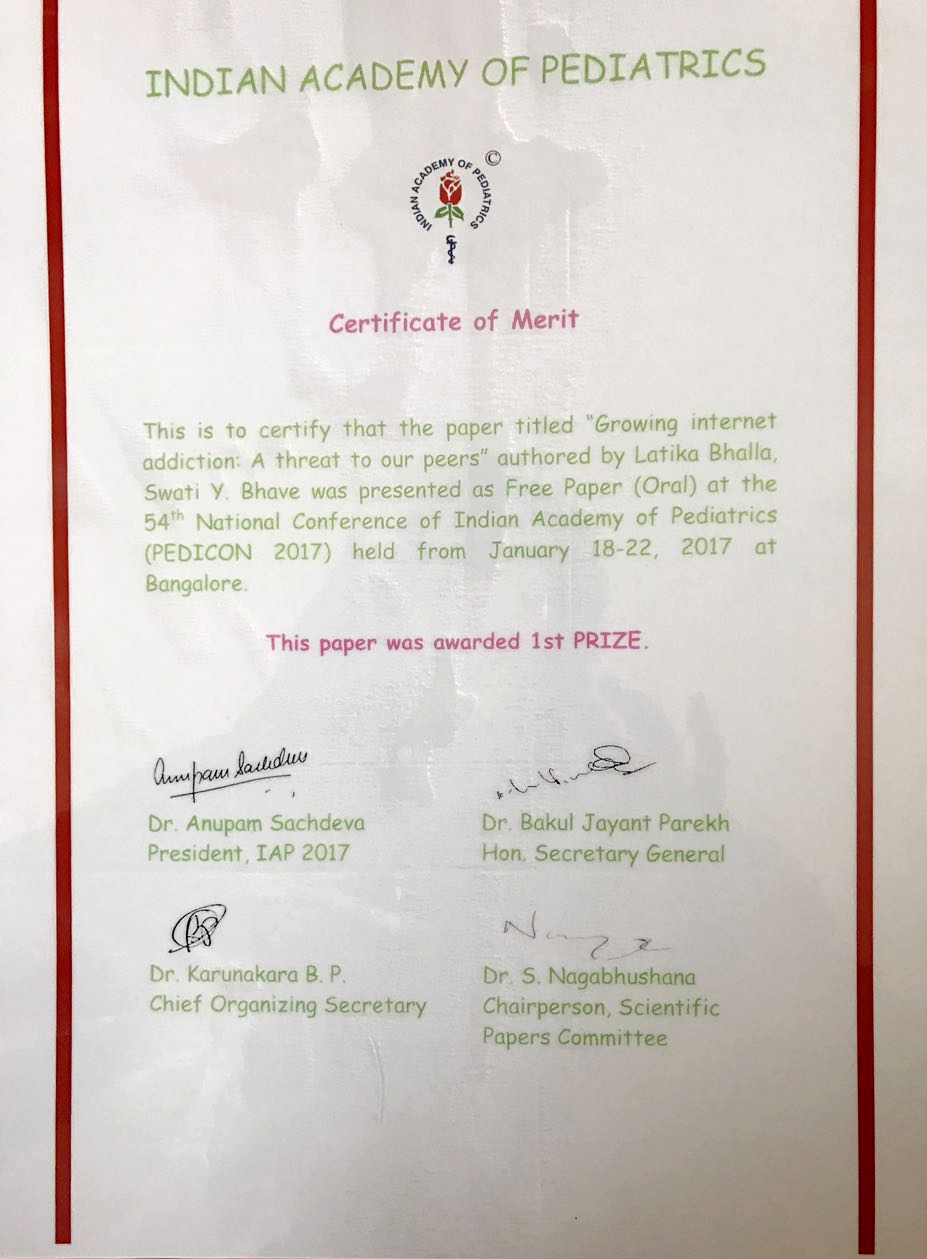 INDIAN ACADEMY OF PEDIATRICS
INDIAN ACADEMY OF PEDIATRICS ©
Certificate of Merit
This is to certify that the paper titled “Growing internet
addiction: A threat to our peers” authored by Latika Bhalla,
Swati Y. Bhave was presented as Free Paper (Oral) at the
54th National Conference of Indian Academy of Pediatrics
(PEDICON 2017) held from January 18-22, 2017 at
Bangalore.
This paper was awarded 1st PRIZE.
Anupam Sachdeva
Dr. Anupam Sachdeva
President, IAP 2017
Dr. Bakul Jayant Parekh
Hon. Secretary General
Dr. Karunakara B. P.
Chief Organizing Secretary
Dr. S. Nagabhushana
Chairperson, Scientific
Papers Committee